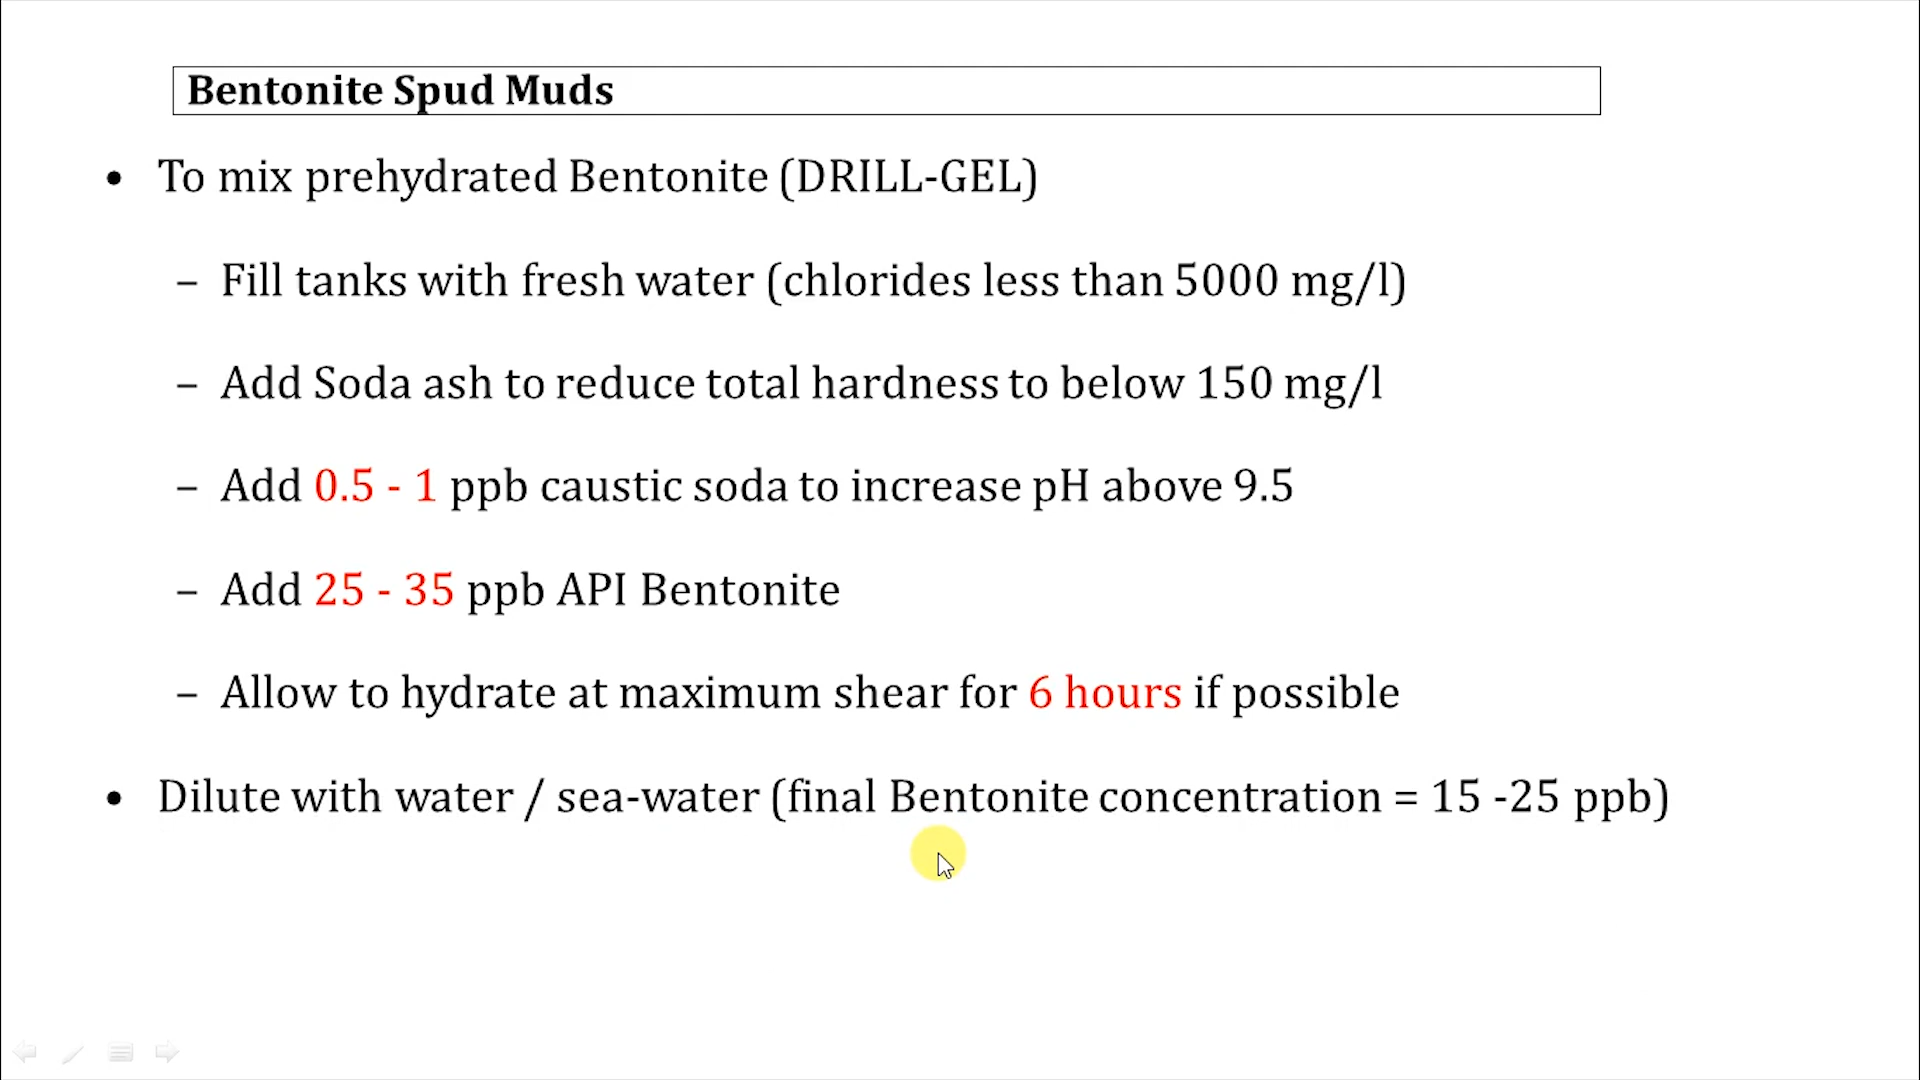 Bentonite Spud Muds
• To mix prehydrated Bentonite (DRILL-GEL)
– Fill tanks with fresh water (chlorides less than 5000 mg/l)
– Add Soda ash to reduce total hardness to below 150 mg/l
– Add 0.5 - 1 ppb caustic soda to increase pH above 9.5
– Add 25 - 35 ppb API Bentonite
– Allow to hydrate at maximum shear for 6 hours if possible
• Dilute with water / sea-water (final Bentonite concentration = 15 -25 ppb)